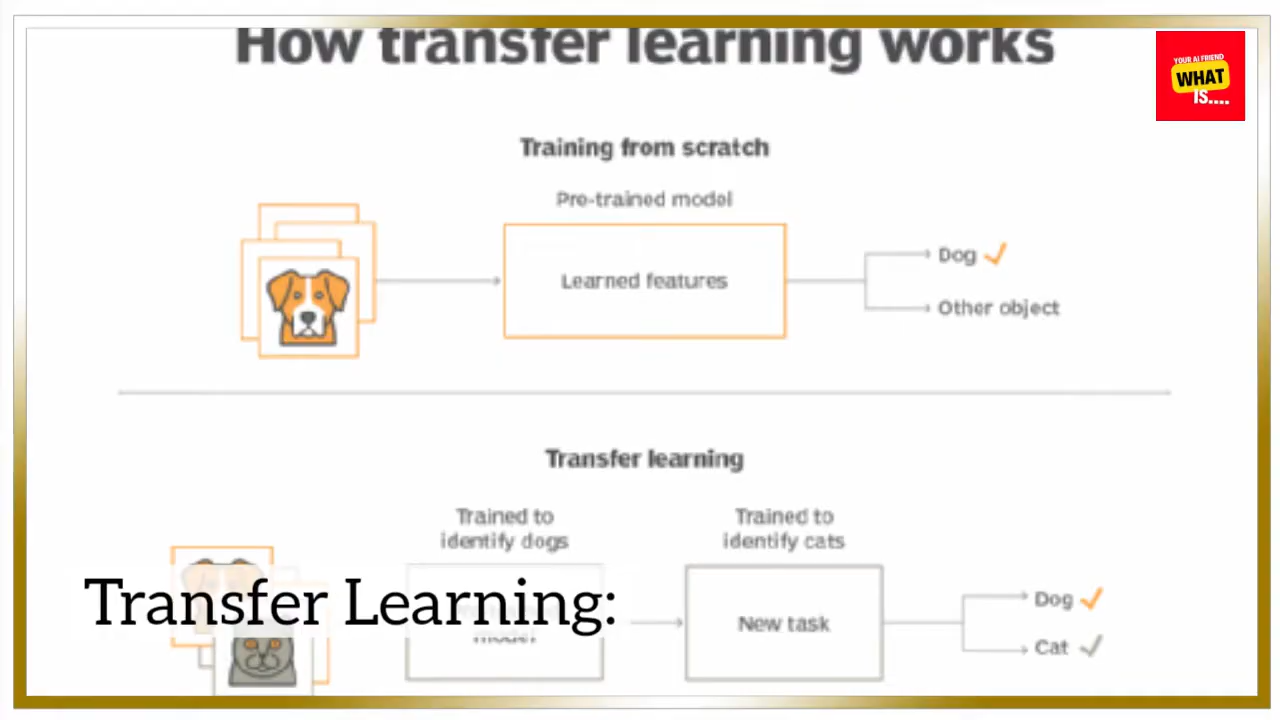 How transfer learning works
YOUR AI FRIEND
WHAT
IS....
Training from scratch
Pre-trained model
Learned features
Dog
Other object
Transfer learning
Trained to
identify dogs
Trained to
identify cats
Transfer Learning:
model
New task
Dog
Cat